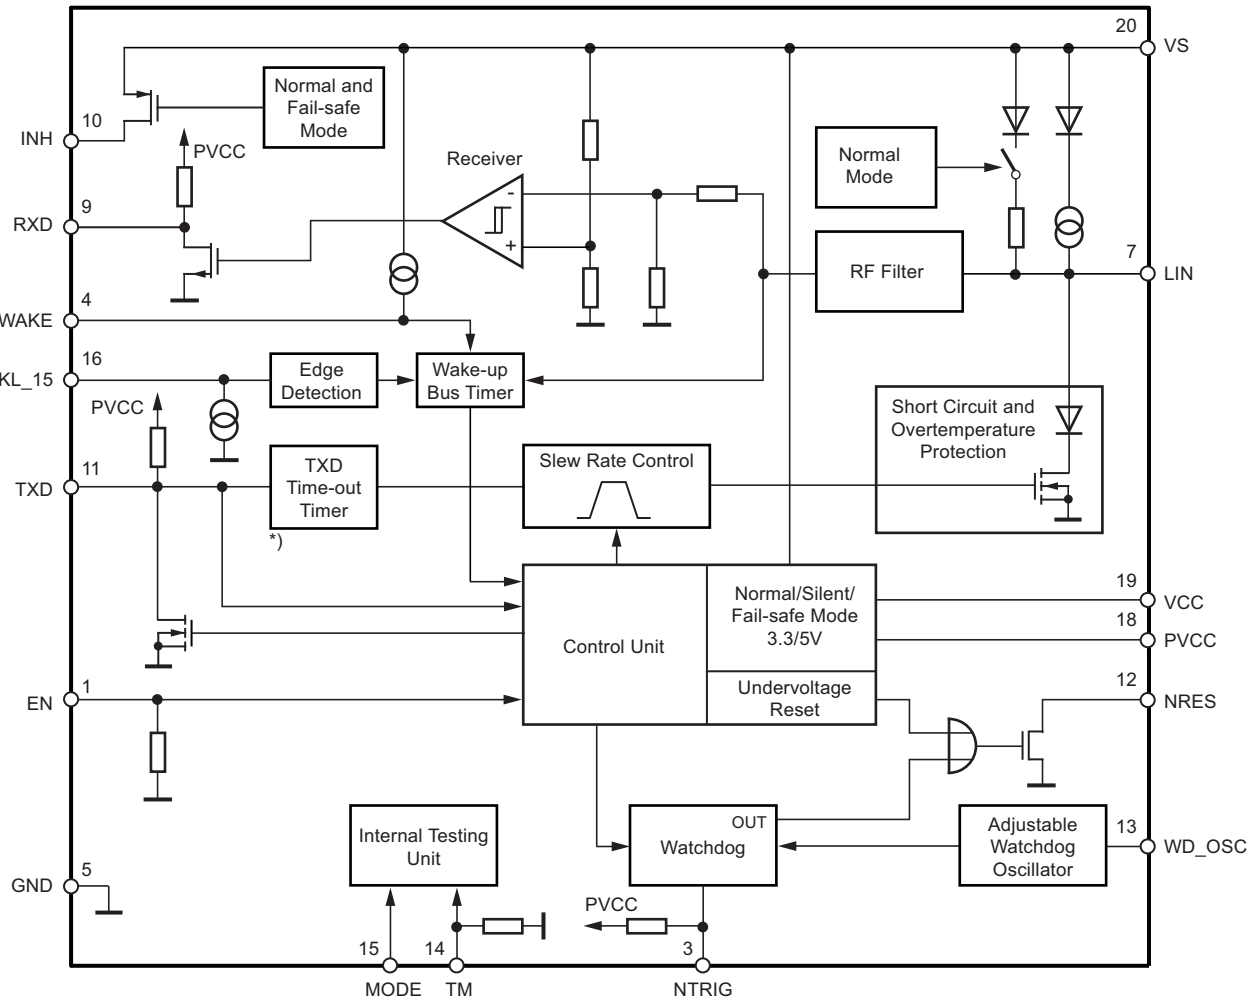 20
VS
Normal and
Fail-safe
Mode
10
INH
PVCC
Receiver
Normal
Mode
-
+
9
RXD
7
LIN
RF Filter
4
WAKE
16
KL_15
Edge
Detection
Wake-up
Bus Timer
PVCC
Short Circuit and
Overtemperature
Protection
11
TXD
TXD
Time-out
Timer
*)
Slew Rate Control
Control Unit
Normal/Silent/
Fail-safe Mode
3.3/5V
19
VCC
18
PVCC
Undervoltage
Reset
1
EN
12
NRES
Internal Testing
Unit
OUT
Watchdog
Adjustable
Watchdog
Oscillator
13
WD_OSC
5
GND
PVCC
15
14
3
MODE
TM
NTRIG